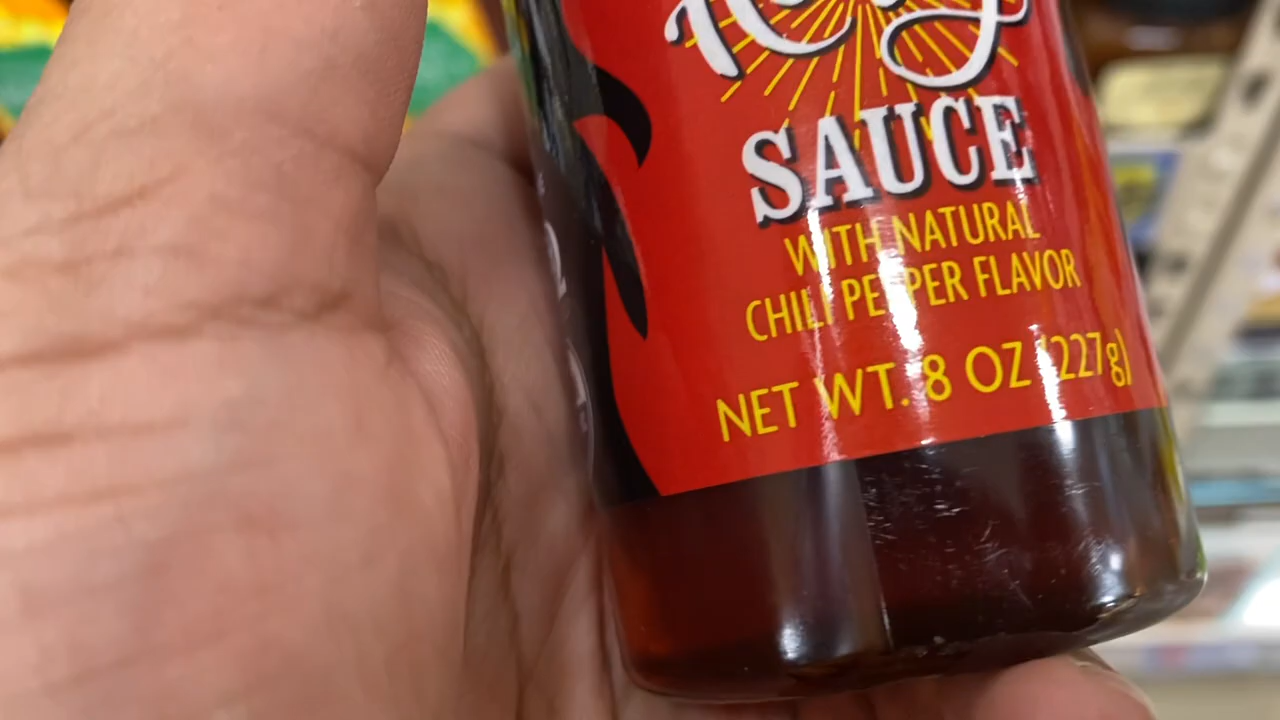 SAUCE
WITH NATURAL
CHILI PEPPER FLAVOR
NET WT. 8 OZ (227g)